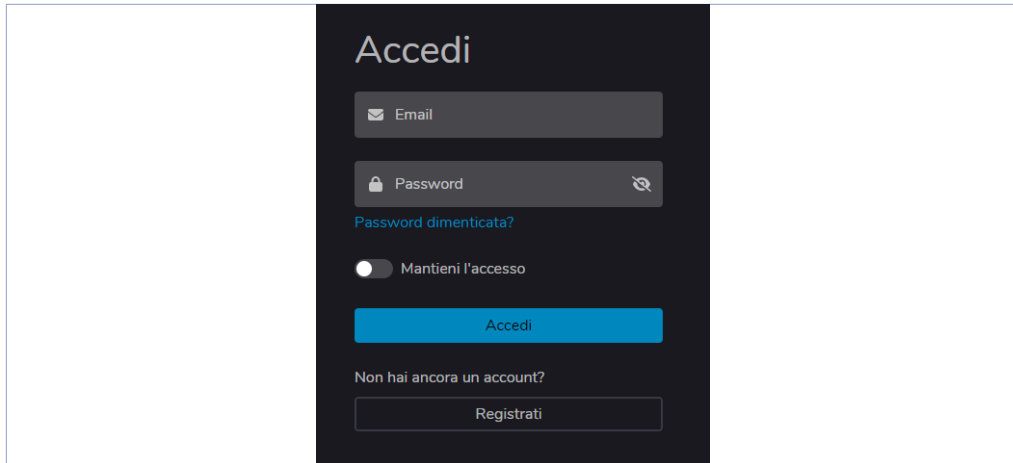 Accedi
Email
Password
Password dimenticata?
Mantieni l'accesso
Accedi
Non hai ancora un account?
Registrati